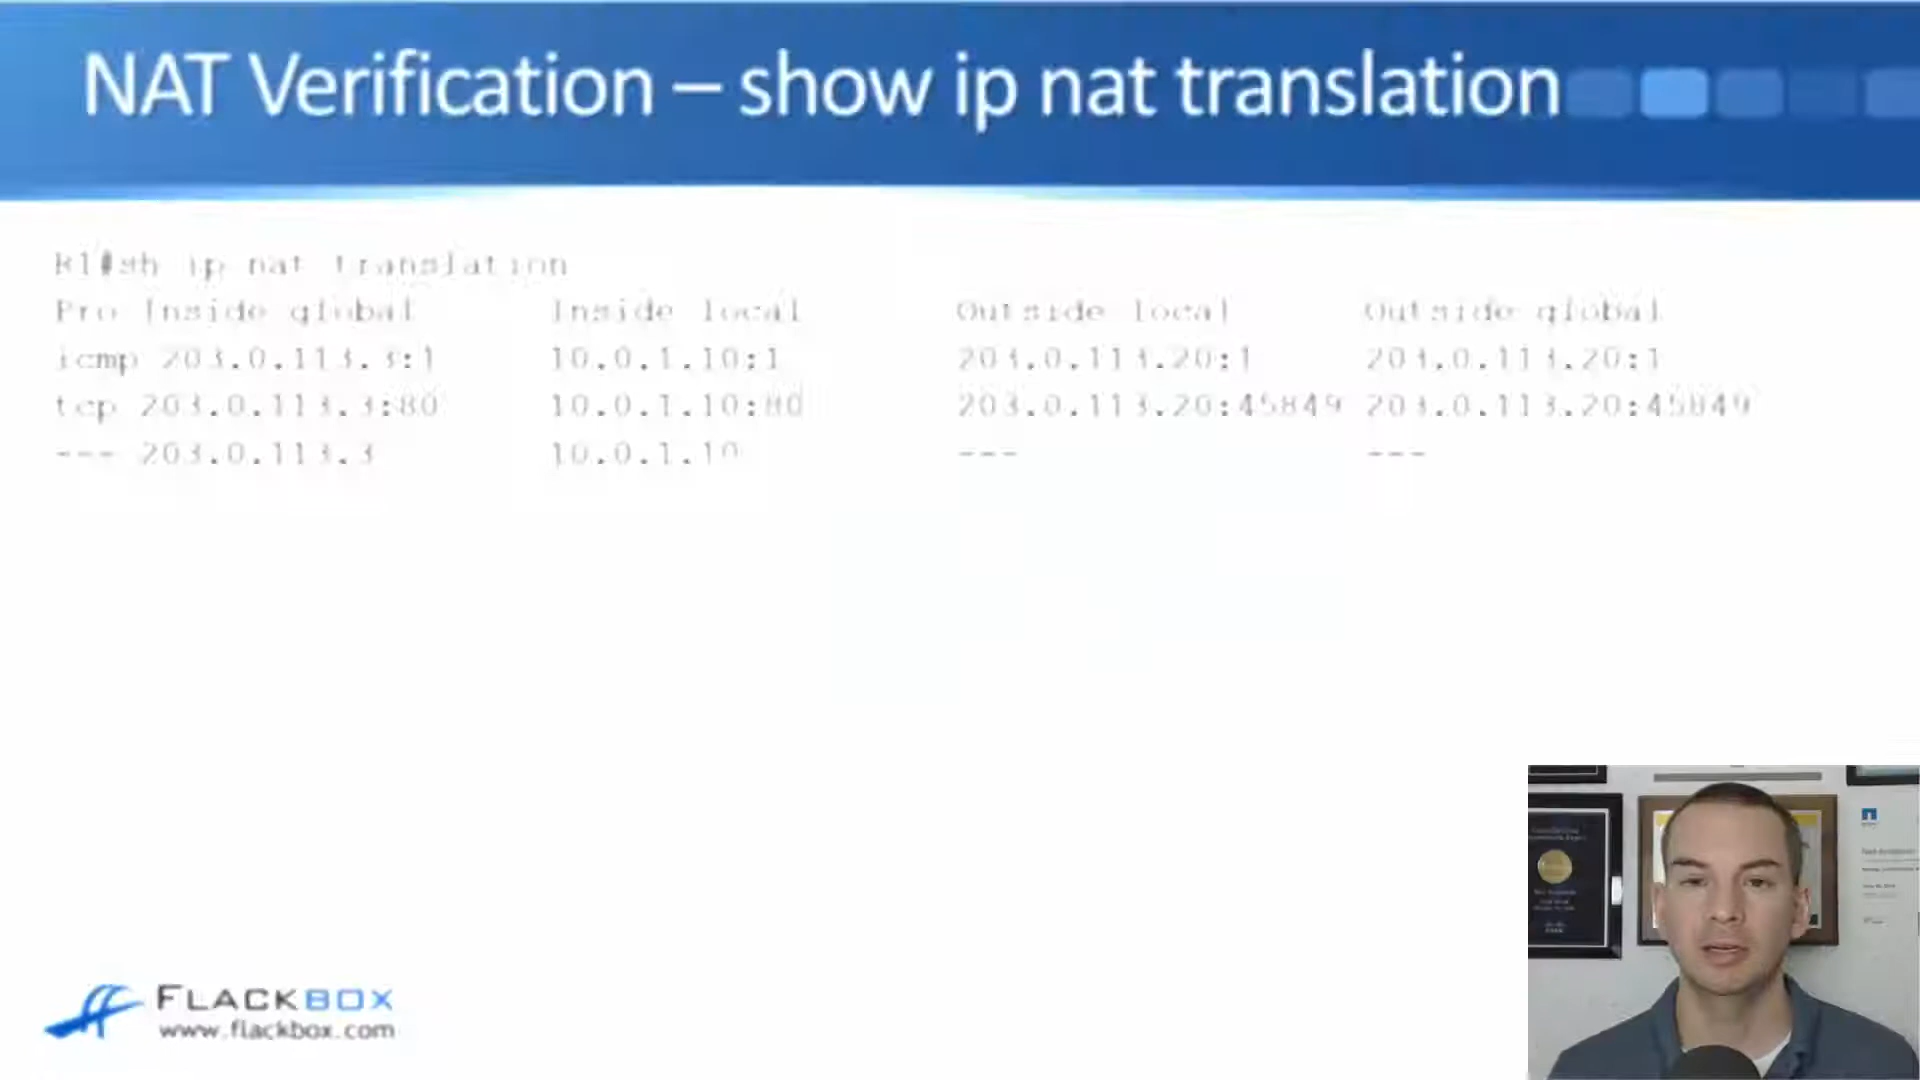 NAT Verification – show ip nat translation
R1#sh ip nat translation
Pro Inside global Inside local Outside local Outside global
icmp 203.0.113.3:1 10.0.1.10:1 203.0.113.20:1 203.0.113.20:1
tcp 203.0.113.3:80 10.0.1.10:80 203.0.113.20:45849 203.0.113.20:45849
--- 203.0.113.3 10.0.1.10 --- ---
FLACKBOX
www.flackbox.com